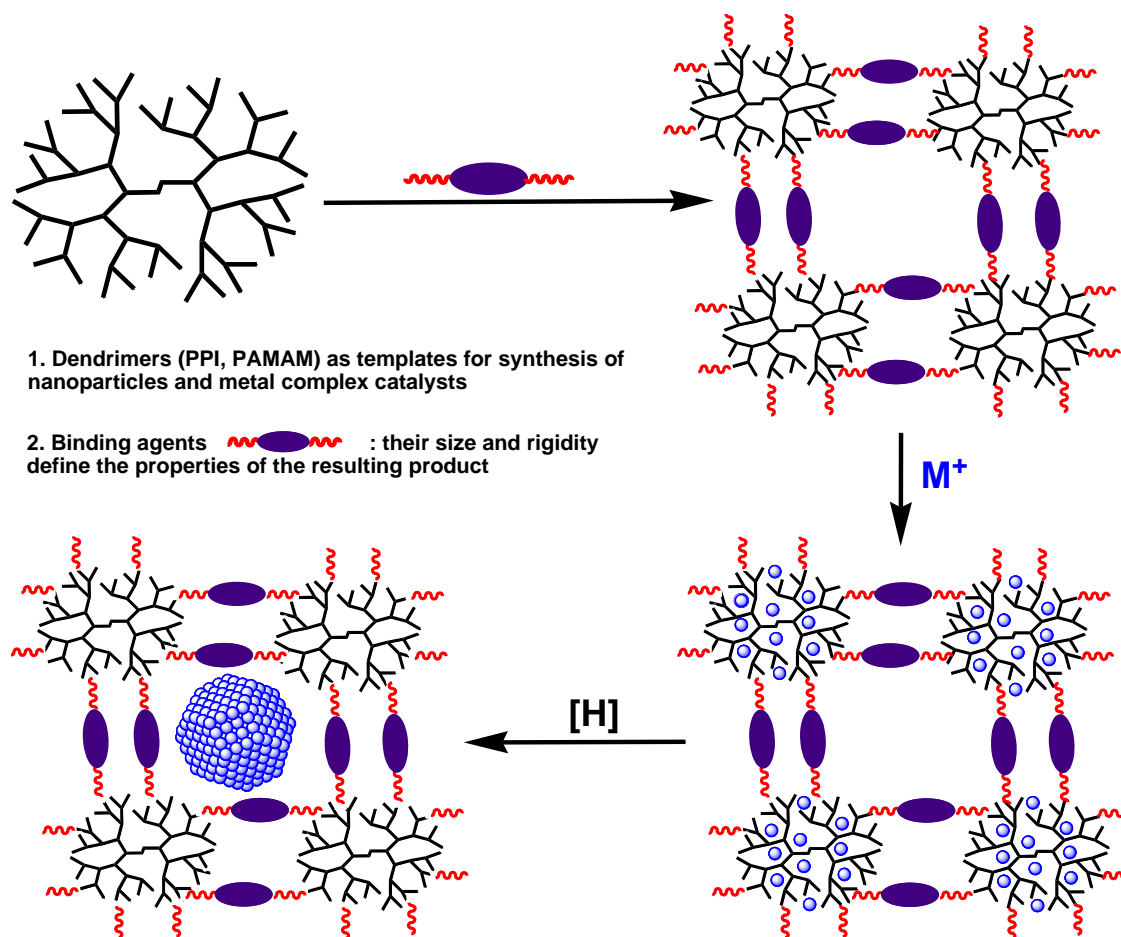 1. Dendrimers (PPI, PAMAM) as templates for synthesis of
nanoparticles and metal complex catalysts
2. Binding agents : their size and rigidity
define the properties of the resulting product
M⁺
[H]